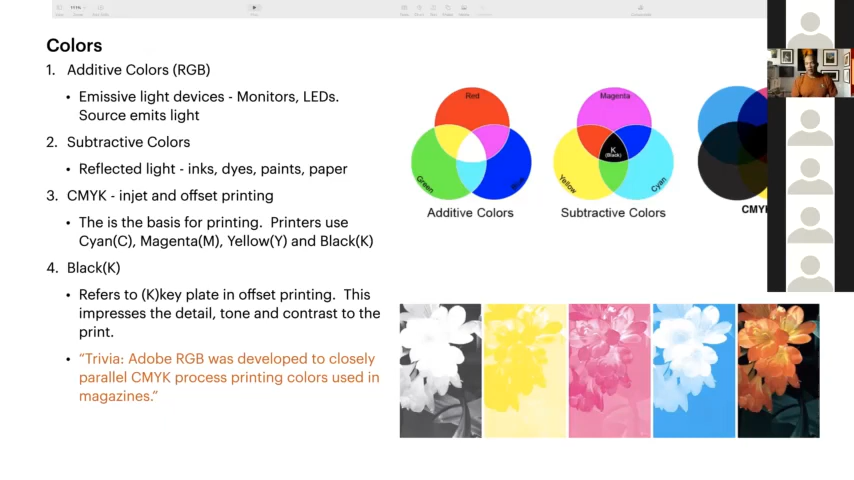 Colors
1. Additive Colors (RGB)
• Emissive light devices - Monitors, LEDs.
Source emits light
2. Subtractive Colors
• Reflected light - inks, dyes, paints, paper
3. CMYK - injet and offset printing
• The is the basis for printing. Printers use
Cyan(C), Magenta(M), Yellow(Y) and Black(K)
4. Black(K)
• Refers to (K)key plate in offset printing. This
impresses the detail, tone and contrast to the
print.
• “Trivia: Adobe RGB was developed to closely
parallel CMYK process printing colors used in
magazines.”
Red
Green
Blue
Additive Colors
Magenta
K
(Black)
Yellow
Cyan
Subtractive Colors
CMYK